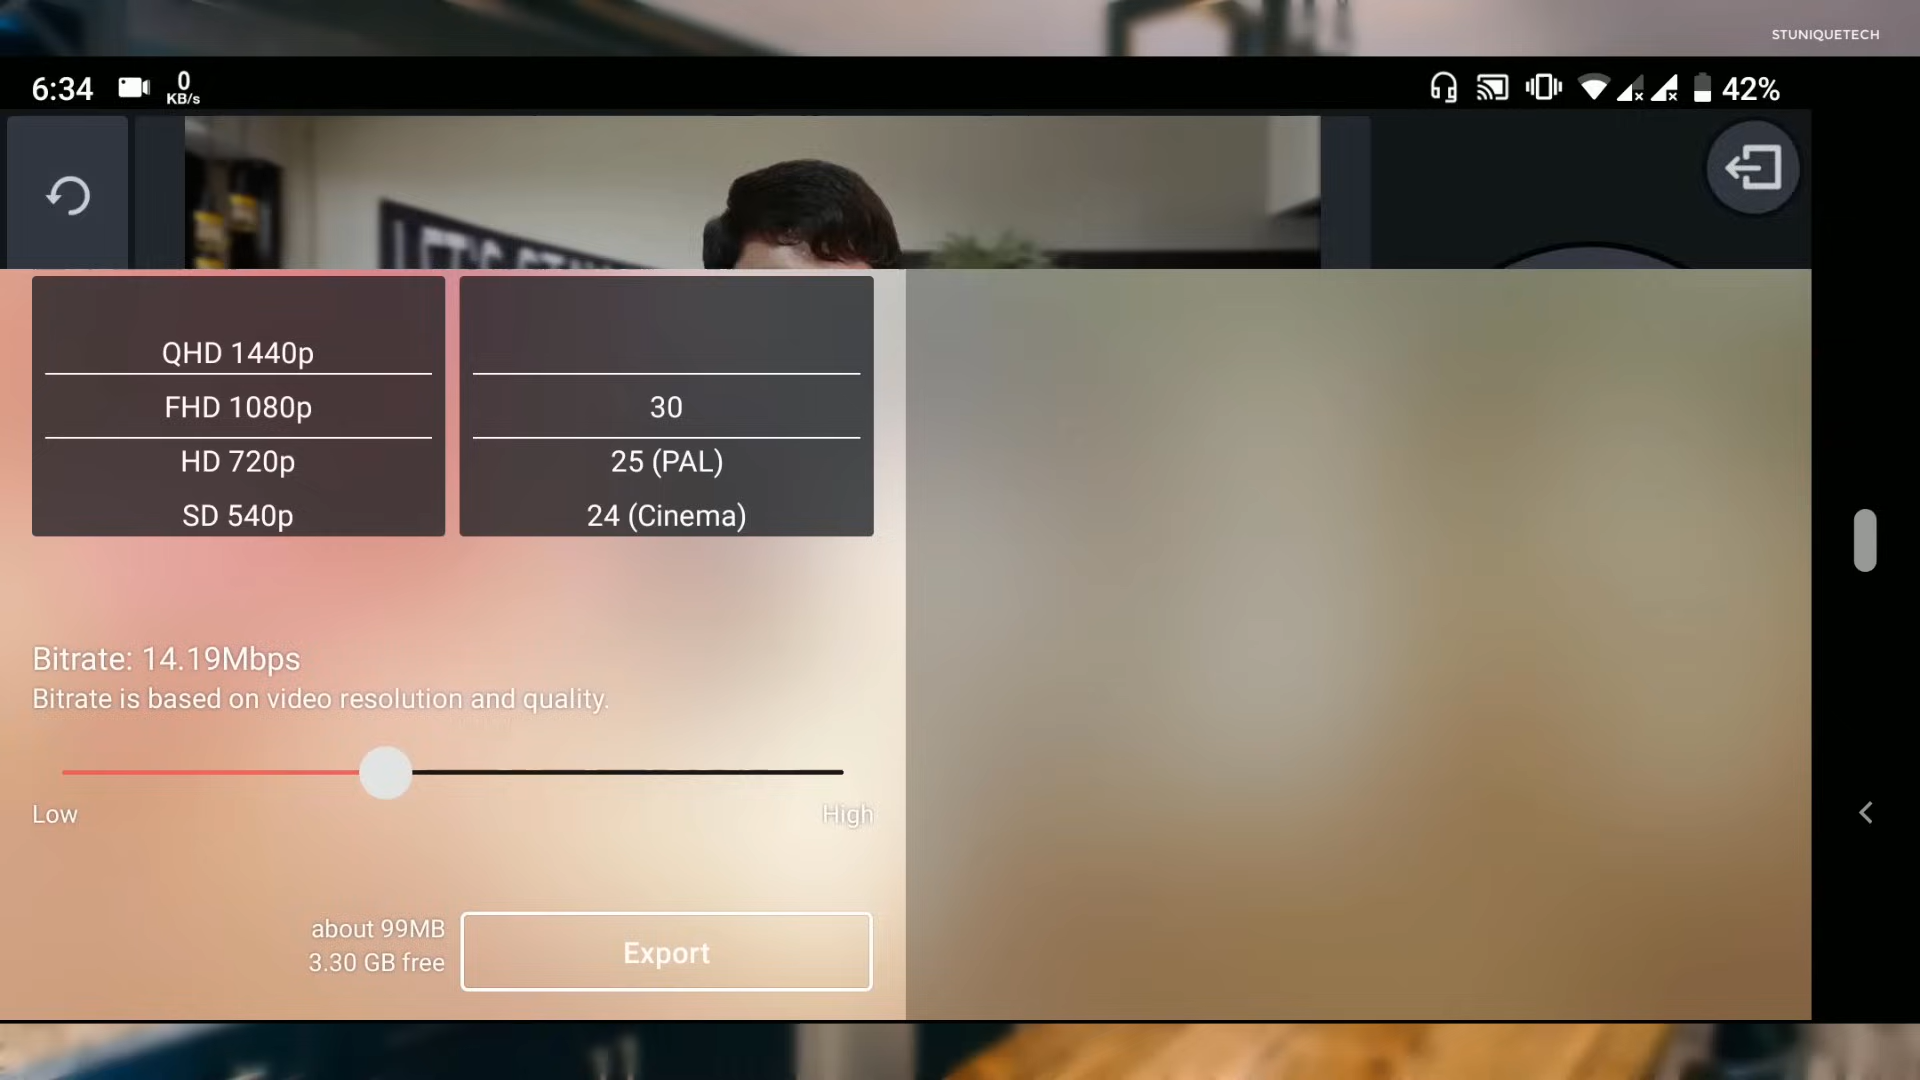 STUNIQUETECH
6:34
0
KB/s
42%
QHD 1440p
FHD 1080p
HD 720p
SD 540p
30
25 (PAL)
24 (Cinema)
Bitrate: 14.19Mbps
Bitrate is based on video resolution and quality.
Low
High
about 99MB
3.30 GB free
Export